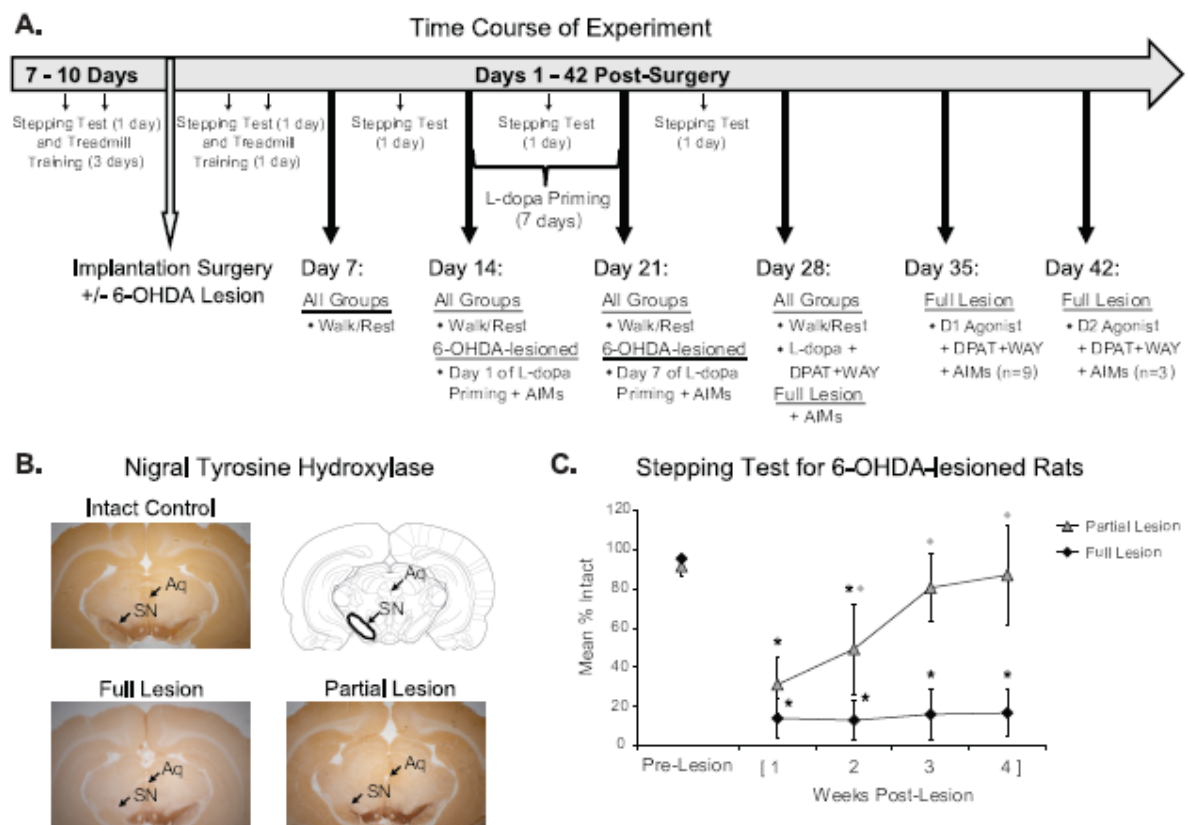 A.
Time Course of Experiment
7 - 10 Days
Days 1 - 42 Post-Surgery
Stepping Test (1 day)
and Treadmill
Training (3 days)
Stepping Test (1 day)
and Treadmill
Training (1 day)
Stepping Test
(1 day)
Stepping Test
(1 day)
Stepping Test
(1 day)
L-dopa Priming
(7 days)
Implantation Surgery
+/- 6-OHDA Lesion
Day 7:
All Groups
• Walk/Rest
Day 14:
All Groups
• Walk/Rest
6-OHDA-lesioned
• Day 1 of L-dopa
Priming + AIMs
Day 21:
All Groups
• Walk/Rest
6-OHDA-lesioned
• Day 7 of L-dopa
Priming + AIMs
Day 28:
All Groups
• Walk/Rest
• L-dopa +
DPAT+WAY
Full Lesion
+ AIMs
Day 35:
Full Lesion
• D1 Agonist
+ DPAT+WAY
+ AIMs (n=9)
Day 42:
Full Lesion
• D2 Agonist
+ DPAT+WAY
+ AIMs (n=3)
B.
Nigral Tyrosine Hydroxylase
Intact Control
Aq
SN
Aq
SN
Full Lesion
Aq
SN
Partial Lesion
Aq
SN
C.
Stepping Test for 6-OHDA-lesioned Rats
Mean % Intact
120
100
80
60
40
20
0
Partial Lesion
Full Lesion
* *
* *
* *
* *
Pre-Lesion
[ 1
2
3
4 ]
Weeks Post-Lesion